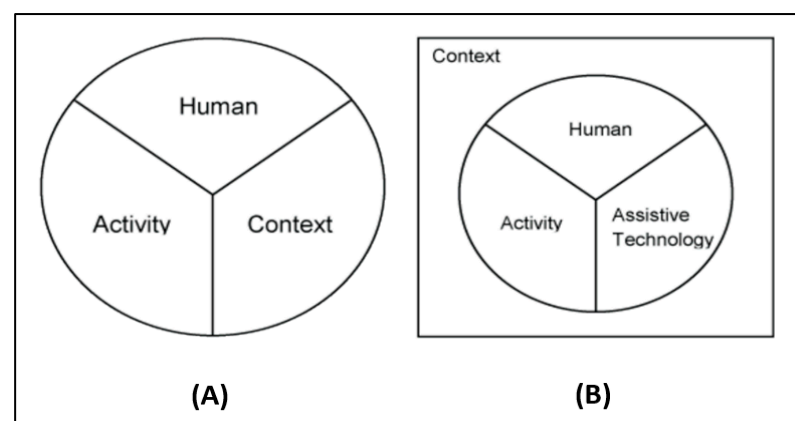 Human
Activity
Context
(A)
Context
Human
Activity
Assistive
Technology
(B)